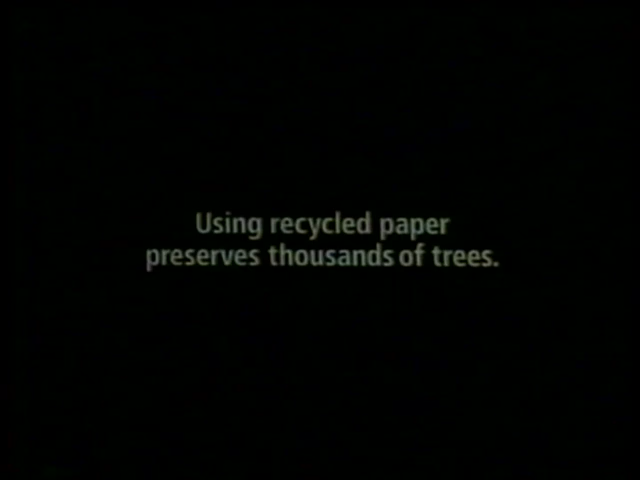 Using recycled paper
preserves thousands of trees.